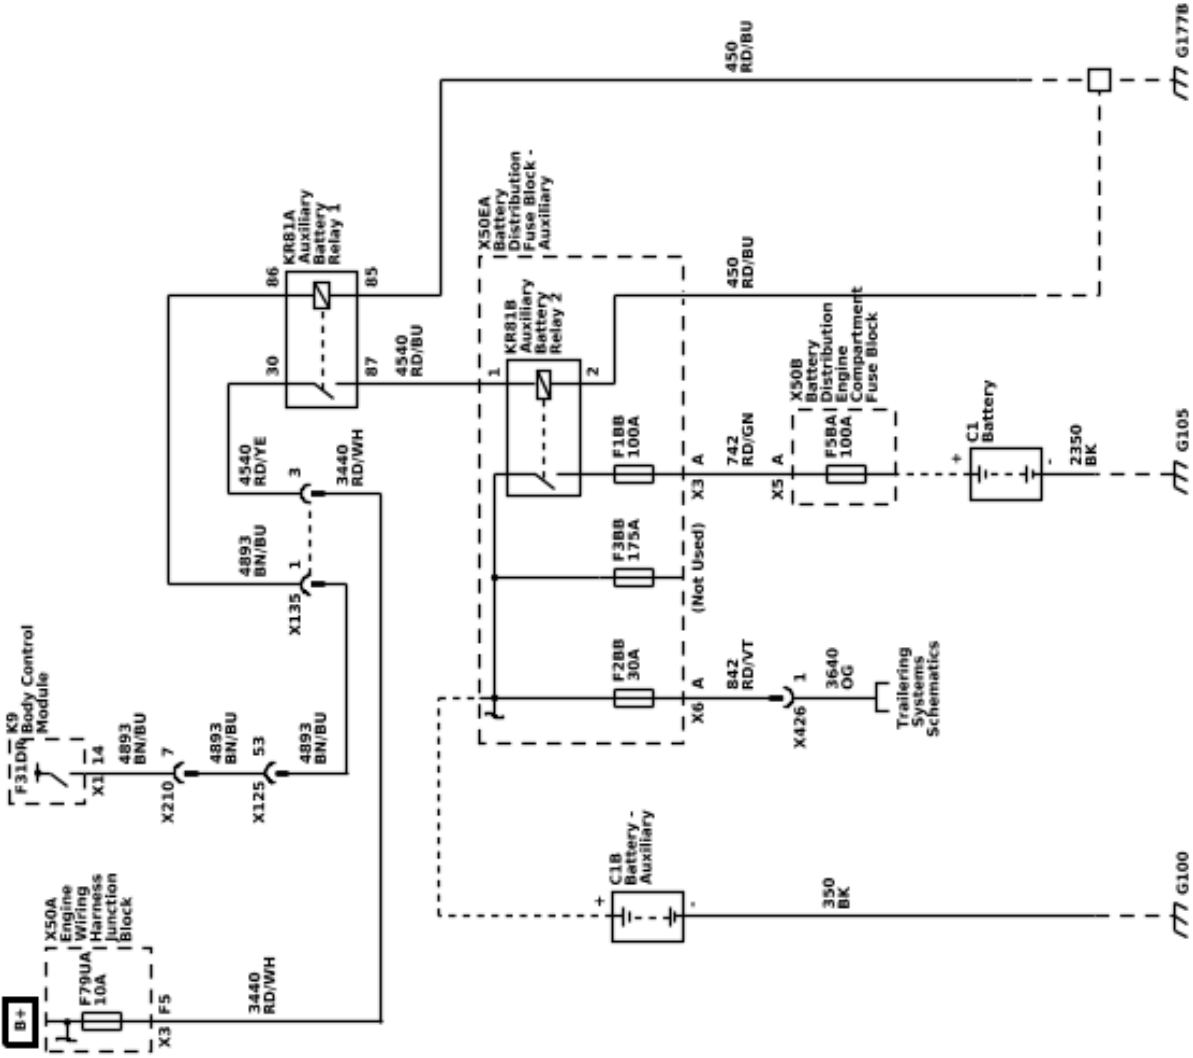 B+
X50A
Engine
Wiring
Harness
Junction
Block
F79UA
10A
X3
F5
3440
RD/WH
K9
Body Control
Module
F31DR
X1
14
4893
BN/BU
X210
7
4893
BN/BU
X125
53
4893
BN/BU
4893
BN/BU
X135
1
3
4540
RD/YE
3440
RD/WH
KR81A
Auxiliary
Battery
Relay 1
86
85
30
87
4540
RD/BU
450
RD/BU
X50EA
Battery
Distribution
Fuse Block -
Auxiliary
KR81B
Auxiliary
Battery
Relay 2
1
2
450
RD/BU
F1BB
100A
F3BB
175A
F2BB
30A
X3
A
742
RD/GN
X5
A
(Not Used)
X6
A
842
RD/VT
X426
1
3640
OG
Trailering
Systems
Schematics
X50B
Battery
Distribution
Engine
Compartment
Fuse Block
F5BA
100A
C1
Battery
+
-
2350
BK
C1B
Battery -
Auxiliary
+
-
350
BK
G100
G105
G177B